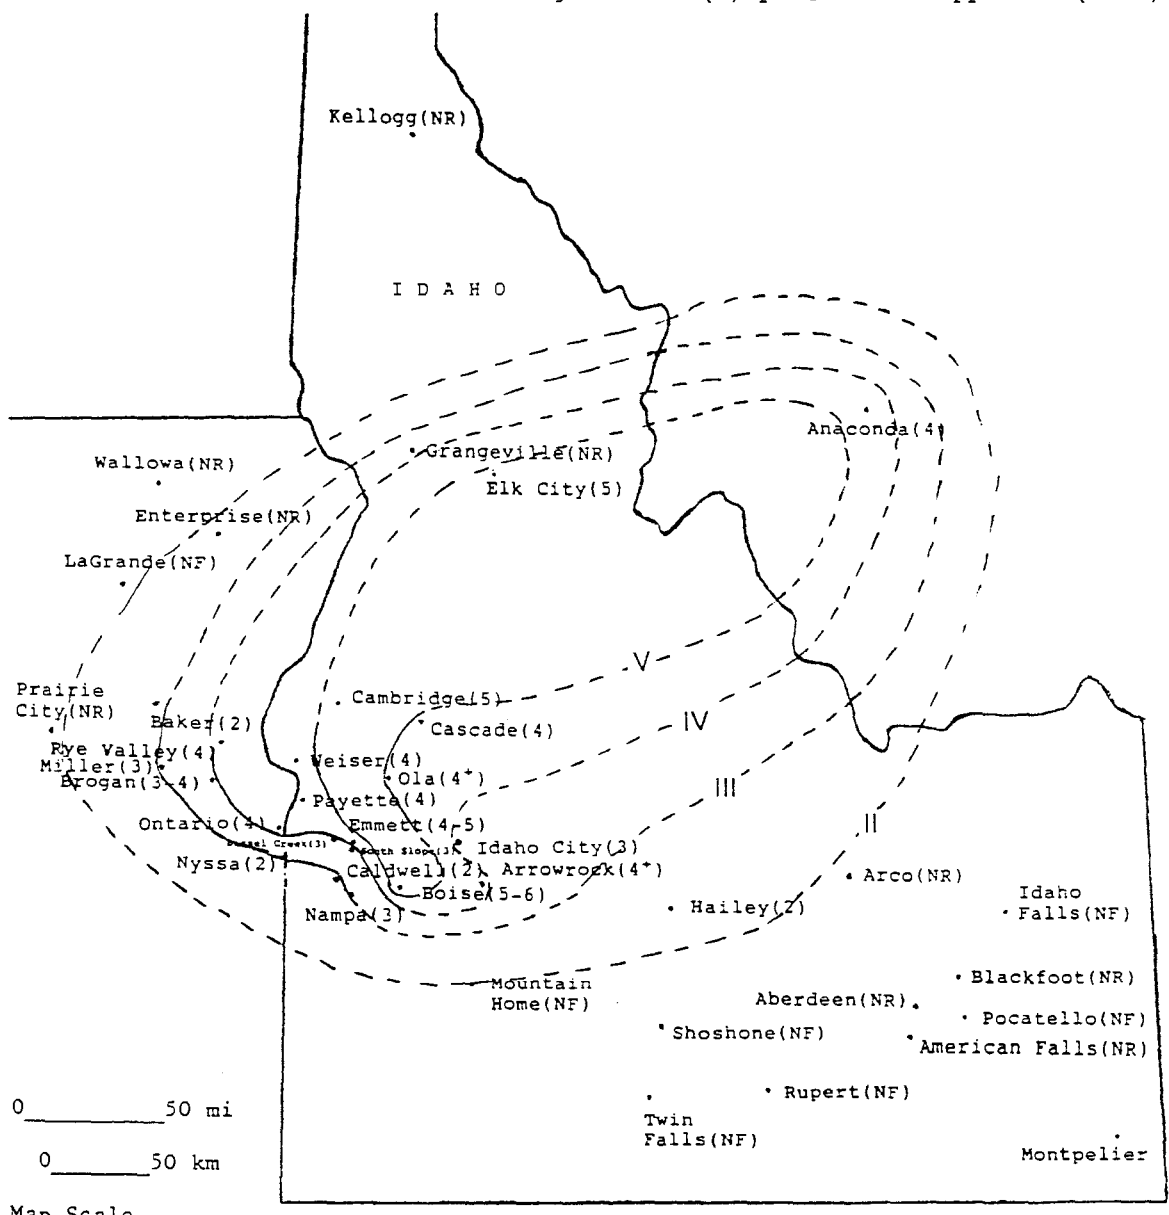 Kellogg(NR)
I D A H O
Anaconda(4)
Grangeville(NR)
Wallowa(NR)
Elk City(5)
Enterprise(NR)
LaGrande(NF)
V
Prairie
City(NR)
Cambridge(5)
IV
Baker(2)
Cascade(4)
Rye Valley(4)
Miller(3)
Weiser(4)
Brogan(3-4)
Ola(4+)
III
Payette(4)
Ontario(4)
Emmett(4-5)
II
Creek(3)
South Slope(3)
Idaho City(3)
Nyssa(2)
Caldwell(2)
Arrowrock(4+)
Arco(NR)
Boise(5-6)
Idaho
Falls(NF)
Nampa(3)
Hailey(2)
Blackfoot(NR)
Mountain
Home(NF)
Aberdeen(NR)
Pocatello(NF)
Shoshone(NF)
American Falls(NR)
Rupert(NF)
0 50 mi
Twin
Falls(NF)
Montpelier
0 50 km
Map Scale